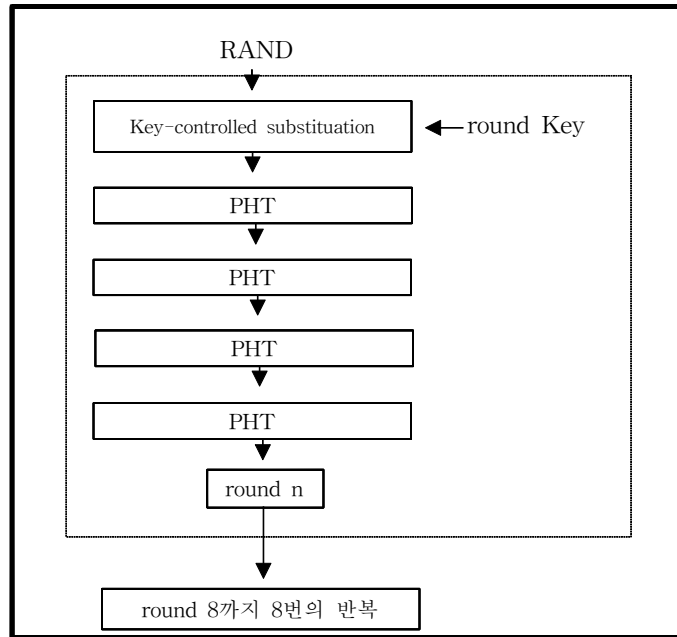 RAND
Key-controlled substituation
round Key
PHT
PHT
PHT
PHT
round n
round 8까지 8번의 반복